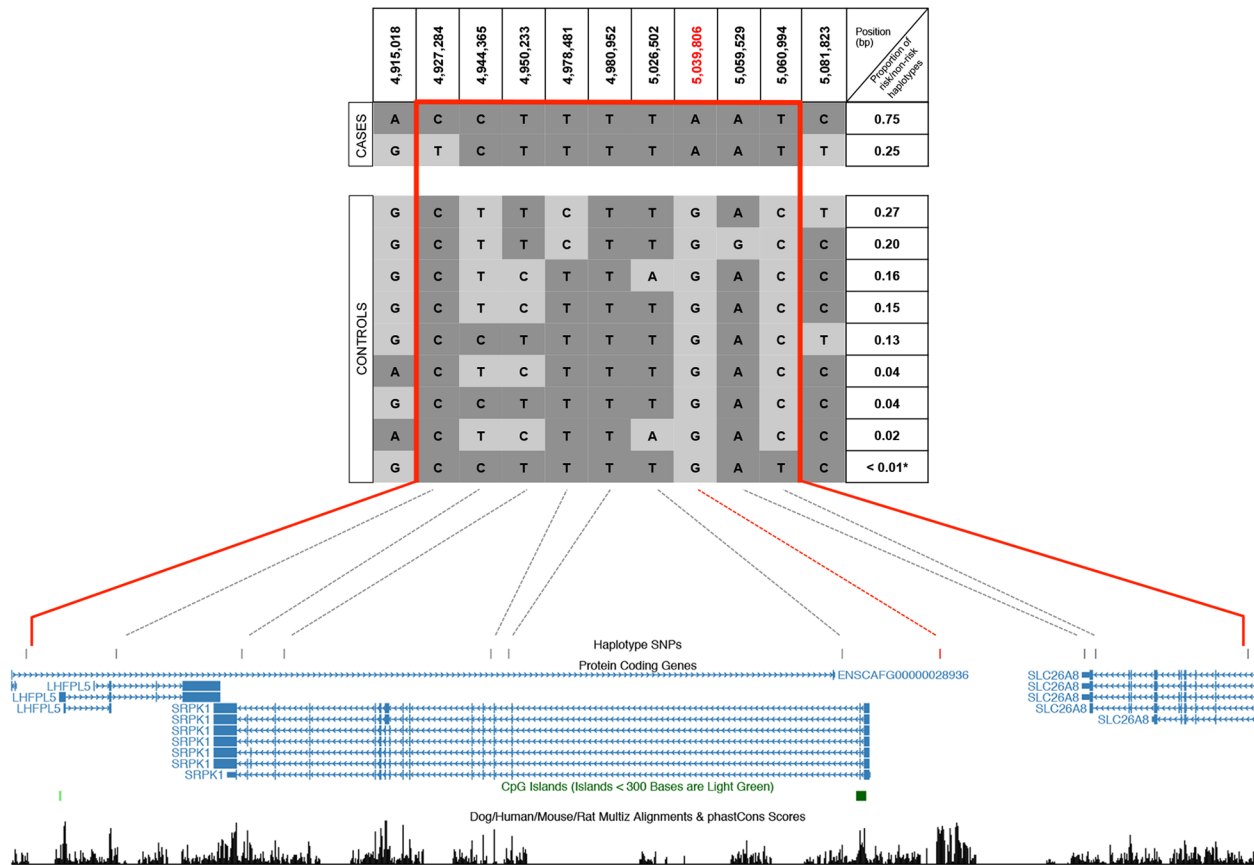 4,915,018 4,927,284 4,944,365 4,950,233 4,978,481 4,980,952 5,026,502 5,039,806 5,059,529 5,060,994 5,081,823 Position (bp) Proportion of risk/non-risk haplotypes
CASES
A C C T T T T A A T C 0.75
G T C T T T T A A T T 0.25
CONTROLS
G C T T C T T G A C T 0.27
G C T T C T T G G C C 0.20
G C T C T T A G A C C 0.16
G C T C T T T G A C C 0.15
G C C T T T T G A C T 0.13
A C T C T T T G A C C 0.04
G C C T T T T G A C C 0.04
A C T C T T A G A C C 0.02
G C C T T T T G A T C < 0.01*
Haplotype SNPs
Protein Coding Genes
ENSCAFG00000028936
LHFPL5
LHFPL5
LHFPL5
SRPK1
SRPK1
SRPK1
SRPK1
SRPK1
SRPK1
SRPK1
SLC26A8
SLC26A8
SLC26A8
SLC26A8
SLC26A8
CpG Islands (Islands < 300 Bases are Light Green)
Dog/Human/Mouse/Rat Multiz Alignments & phastCons Scores